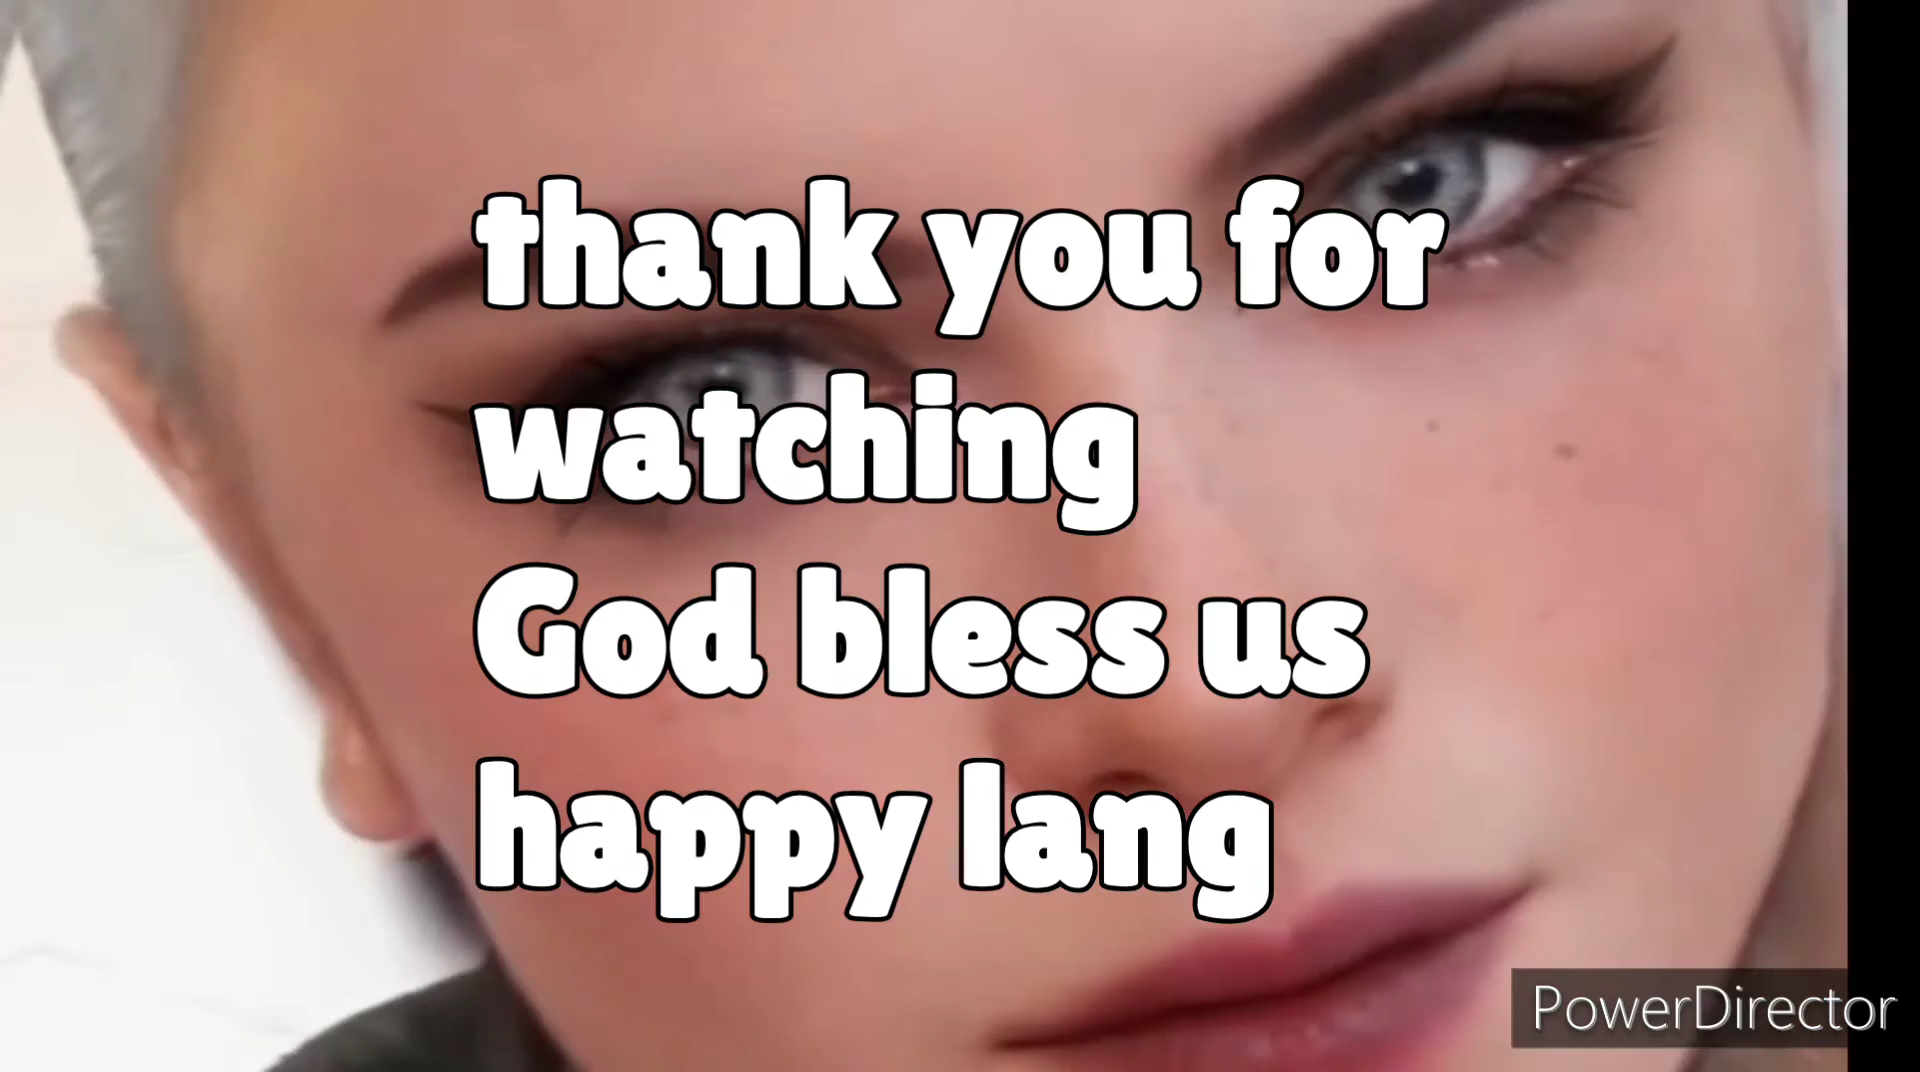 thank you for
watching
God bless us
happy lang
PowerDirector